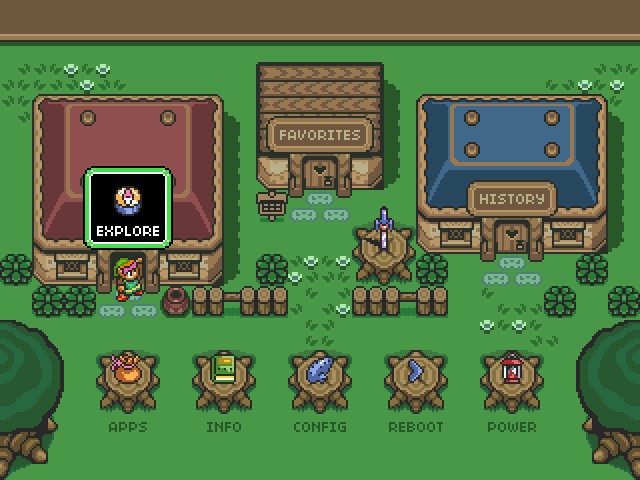 FAVORITES
HISTORY
EXPLORE
APPS
INFO
CONFIG
REBOOT
POWER